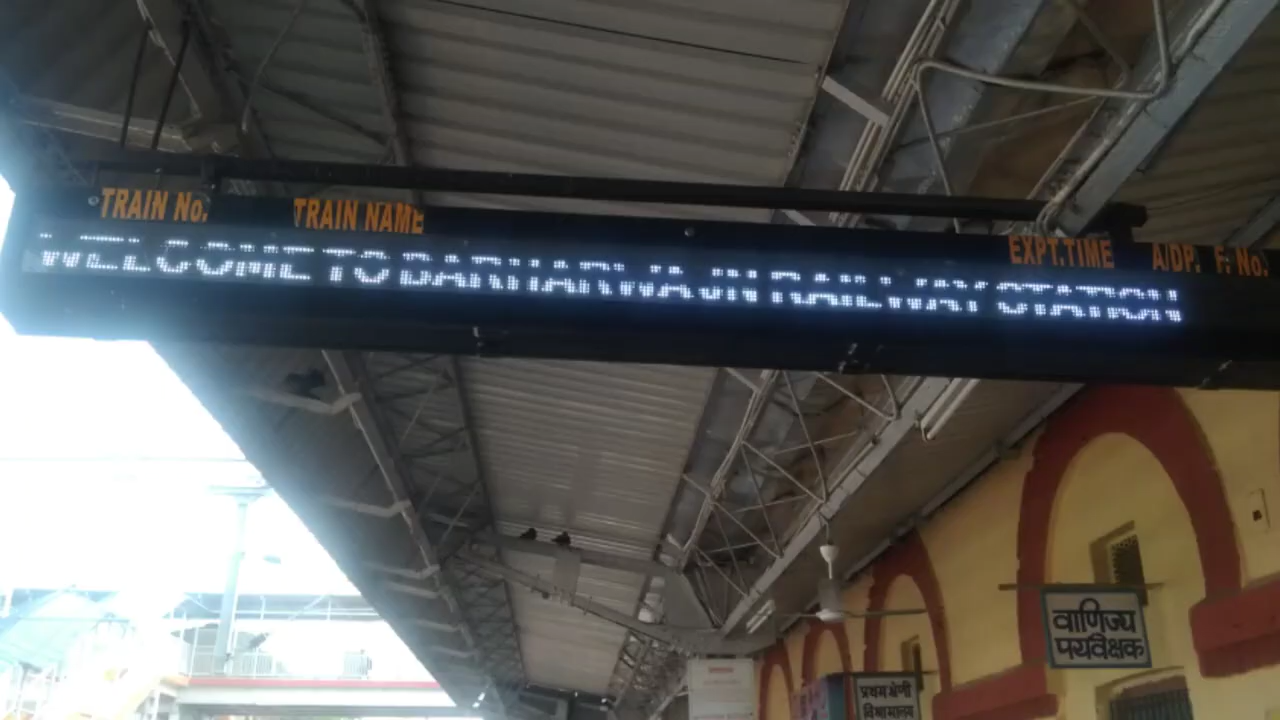 TRAIN No. TRAIN NAME EXPT.TIME A/DP. F. No.
WELCOME TO BARHARWA JN RAILWAY STATION
वाणिज्य
पर्यवेक्षक
प्रथम श्रेणी
विश्रामालय